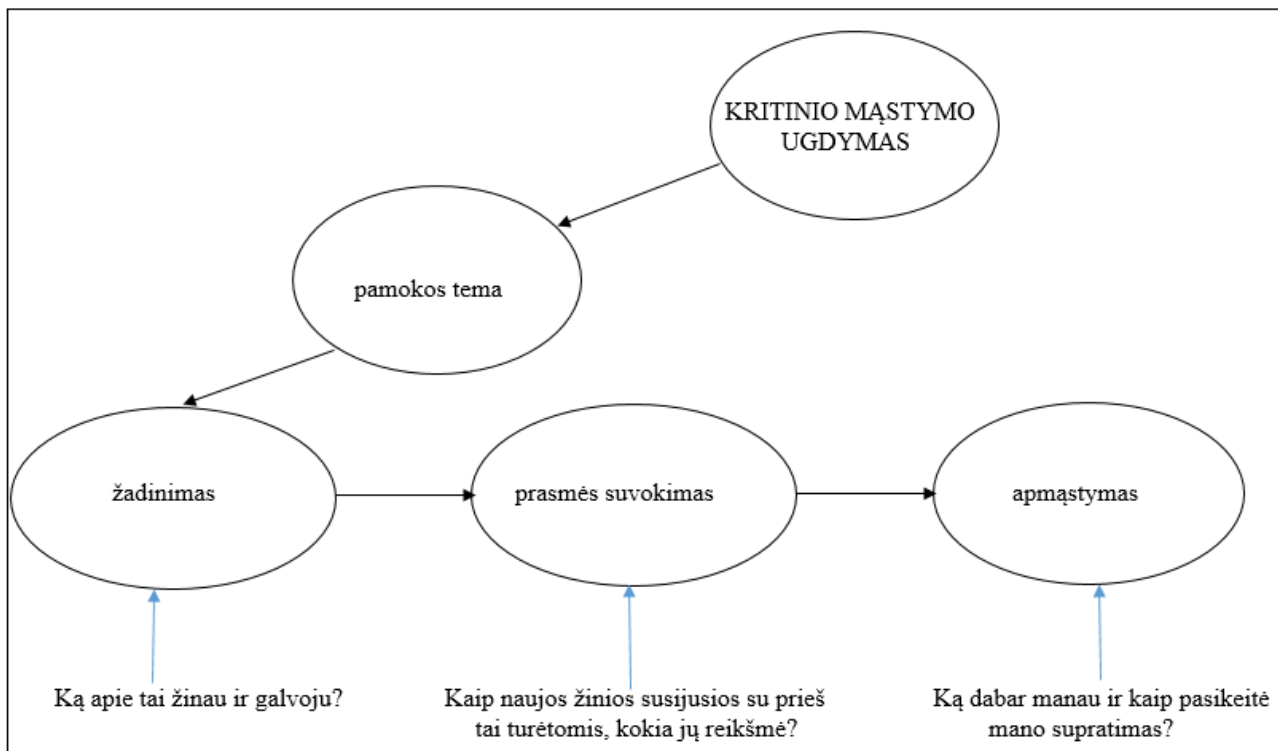 KRITINIO MĄSTYMO
UGDYMAS
pamokos tema
žadinimas
prasmės suvokimas
apmąstymas
Ką apie tai žinau ir galvoju?
Kaip naujos žinios susijusios su prieš
tai turėtomis, kokia jų reikšmė?
Ką dabar manau ir kaip pasikeitė
mano supratimas?